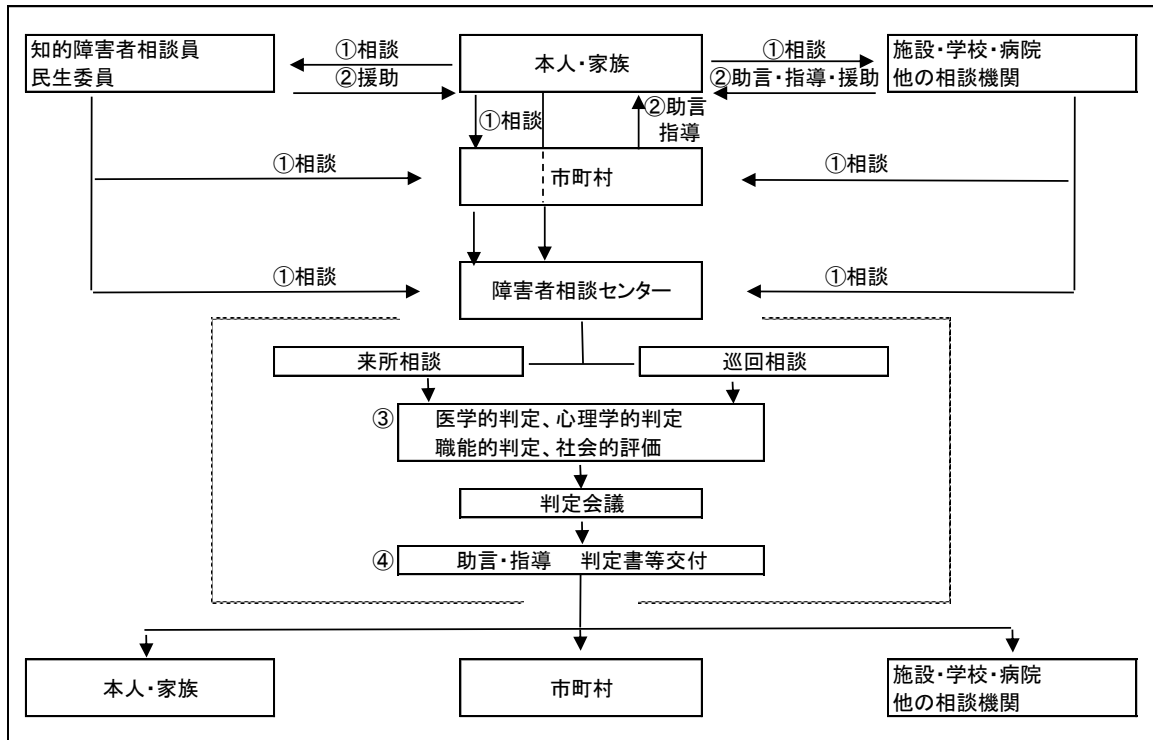 知的障害者相談員
民生委員
①相談
②援助
本人・家族
①相談
②助言・指導・援助
施設・学校・病院
他の相談機関
①相談
②助言
指導
①相談
市町村
①相談
①相談
障害者相談センター
①相談
来所相談
巡回相談
③
医学的判定、心理学的判定
職能的判定、社会的評価
判定会議
④
助言・指導 判定書等交付
本人・家族
市町村
施設・学校・病院
他の相談機関